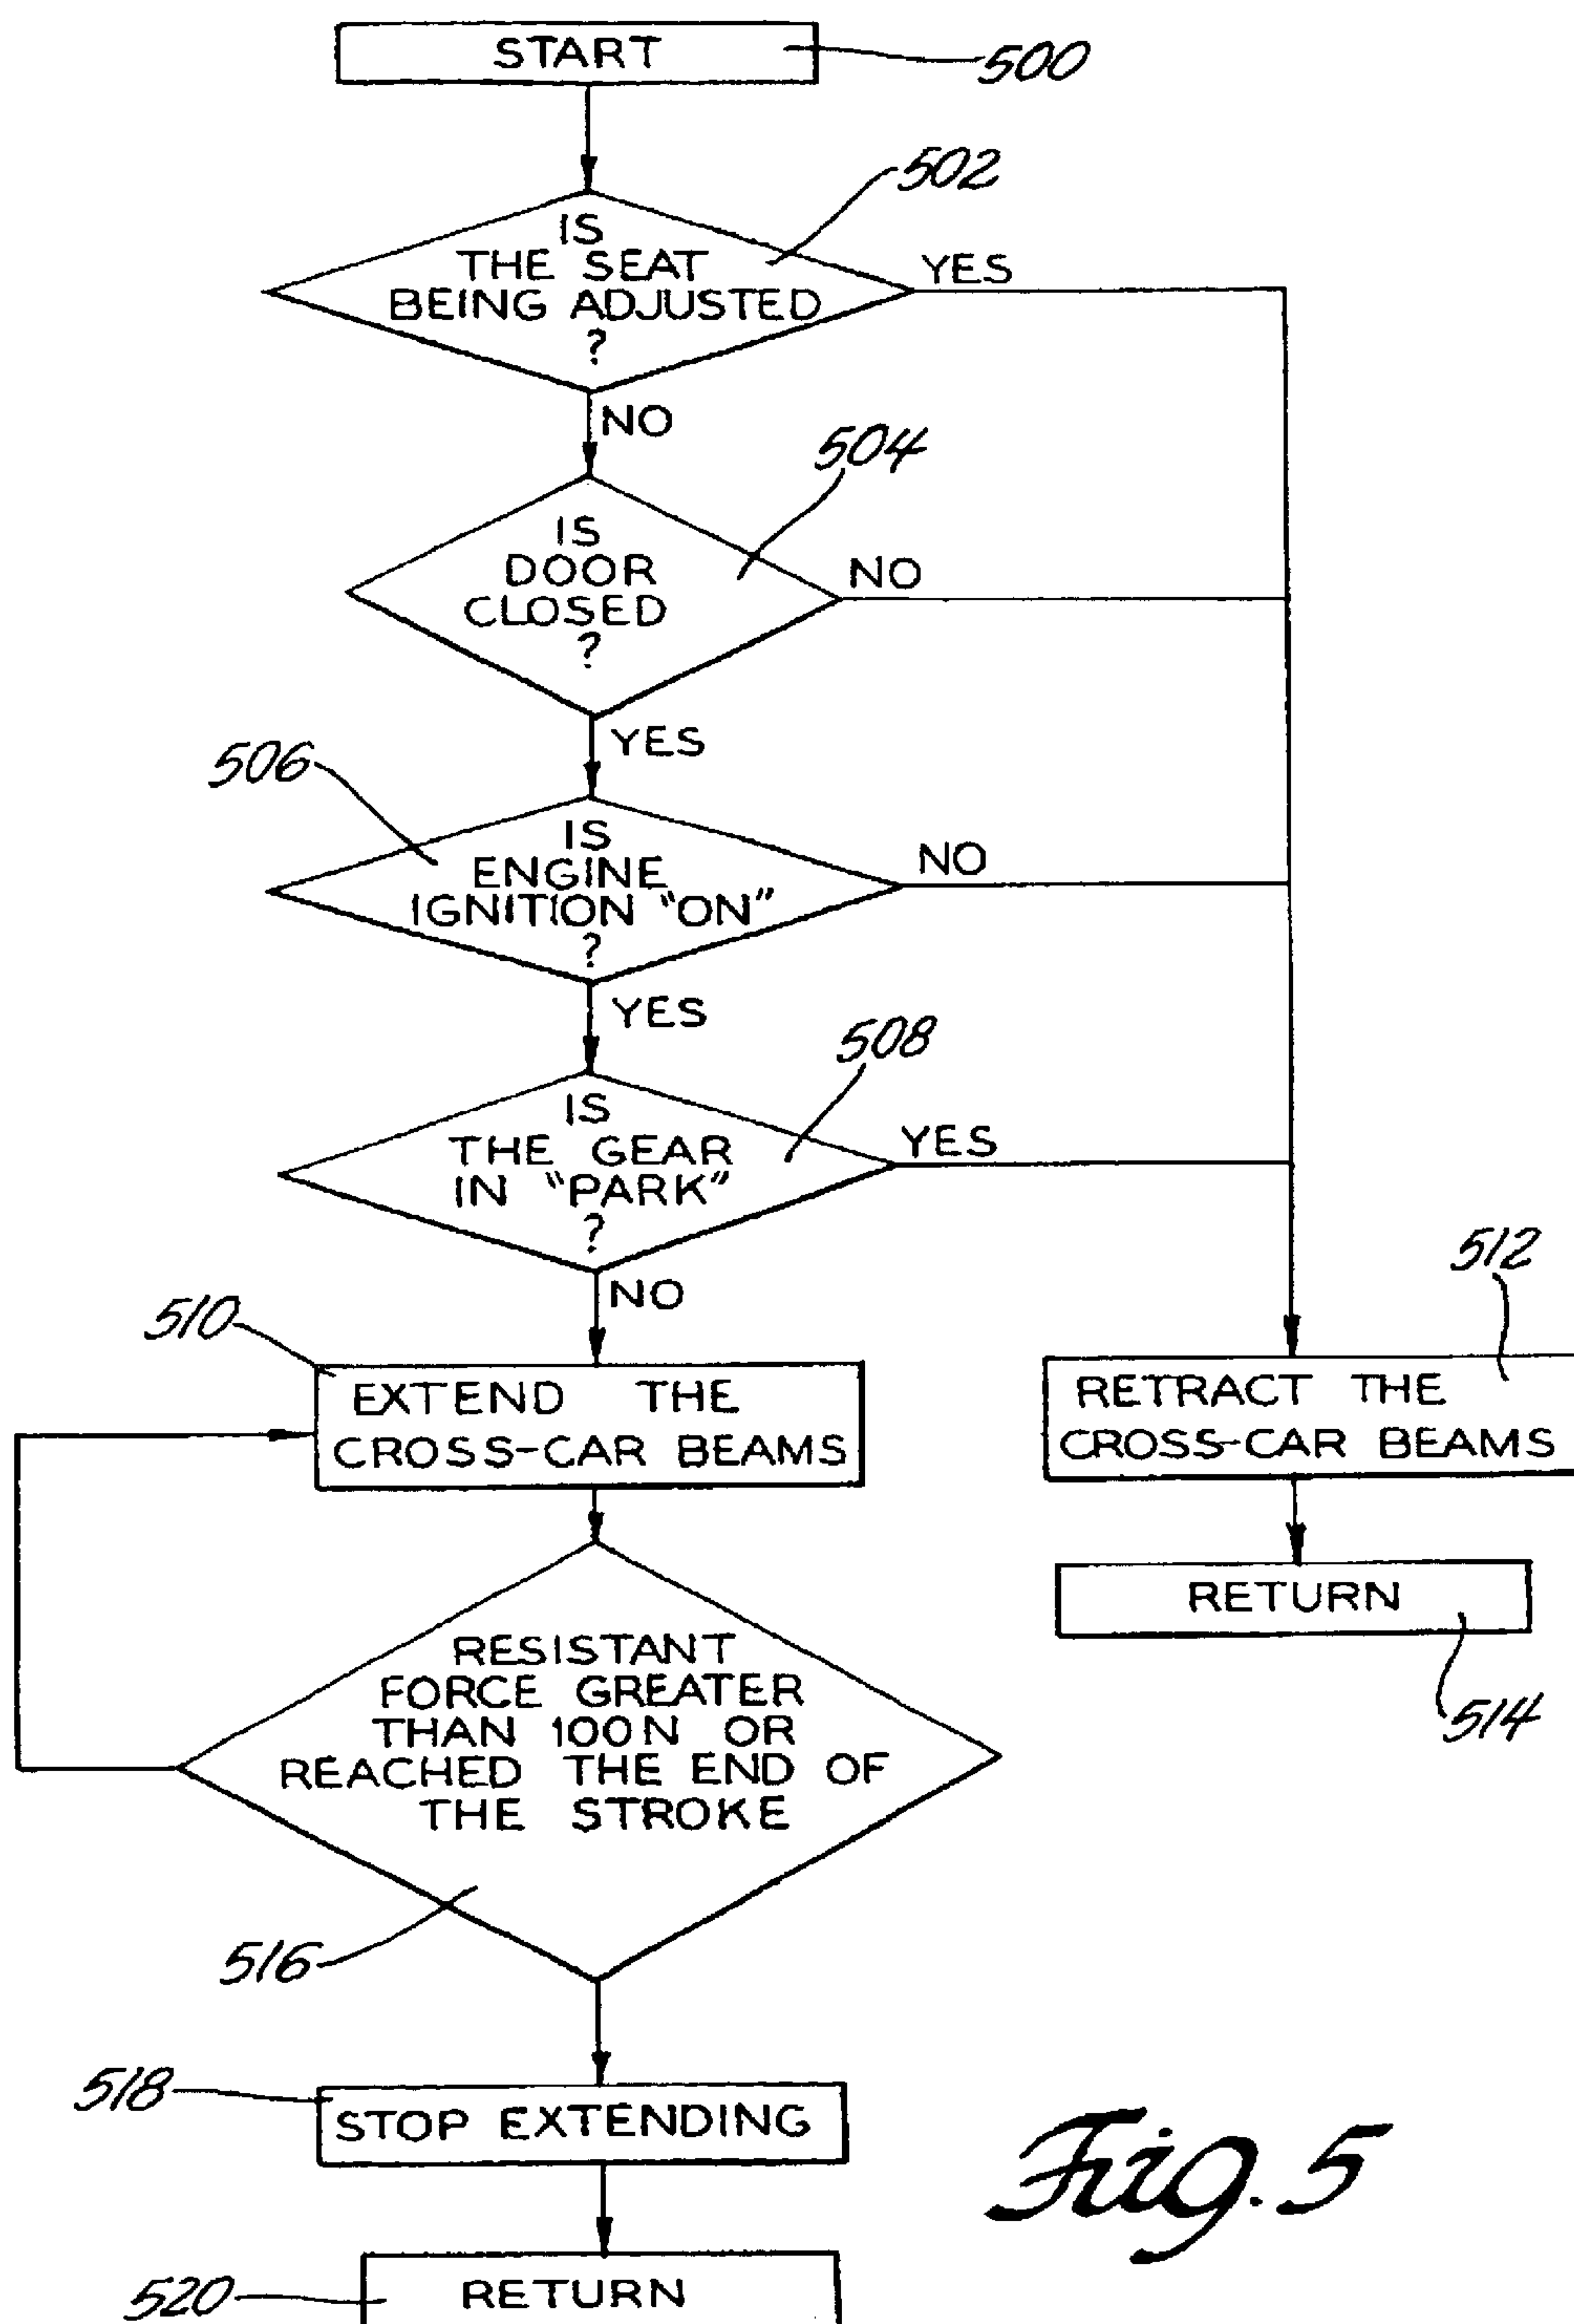 START
500
502
IS
THE SEAT
BEING ADJUSTED
?
YES
NO
504
IS
DOOR
CLOSED
?
NO
YES
506
IS
ENGINE
IGNITION "ON"
?
NO
YES
508
IS
THE GEAR
IN "PARK"
?
YES
NO
510
EXTEND THE
CROSS-CAR BEAMS
512
RETRACT THE
CROSS-CAR BEAMS
RETURN
514
RESISTANT
FORCE GREATER
THAN 100N OR
REACHED THE END OF
THE STROKE
516
518
STOP EXTENDING
520
RETURN
Fig. 5